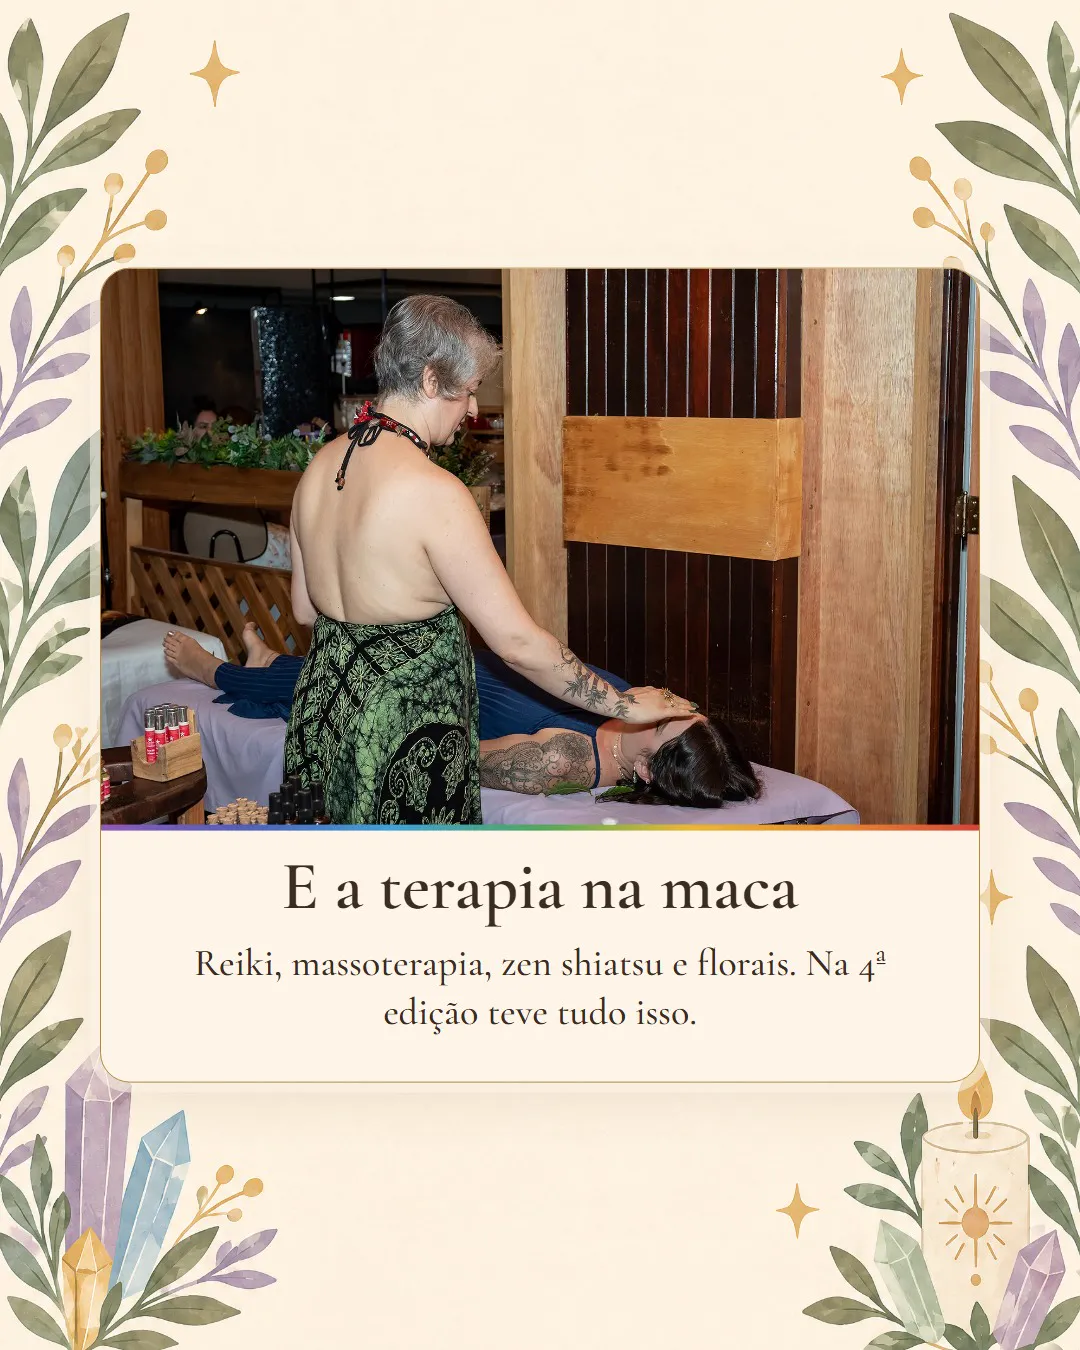 E a terapia na maca
Reiki, massoterapia, zen shiatsu e florais. Na 4ª
edição teve tudo isso.